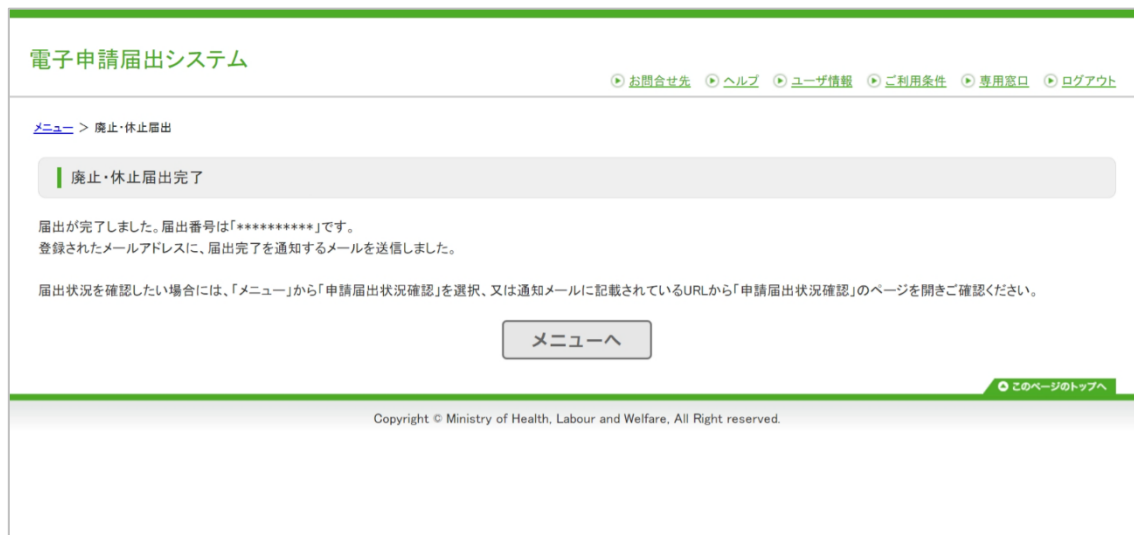 電子申請届出システム
お問合せ先 ヘルプ ユーザ情報 ご利用条件 専用窓口 ログアウト
メニュー > 廃止・休止届出
廃止・休止届出完了
届出が完了しました。届出番号は「**********」です。
登録されたメールアドレスに、届出完了を通知するメールを送信しました。
届出状況を確認したい場合には、「メニュー」から「申請届出状況確認」を選択、又は通知メールに記載されているURLから「申請届出状況確認」のページを開きご確認ください。
メニューへ
このページのトップへ
Copyright © Ministry of Health, Labour and Welfare, All Right reserved.